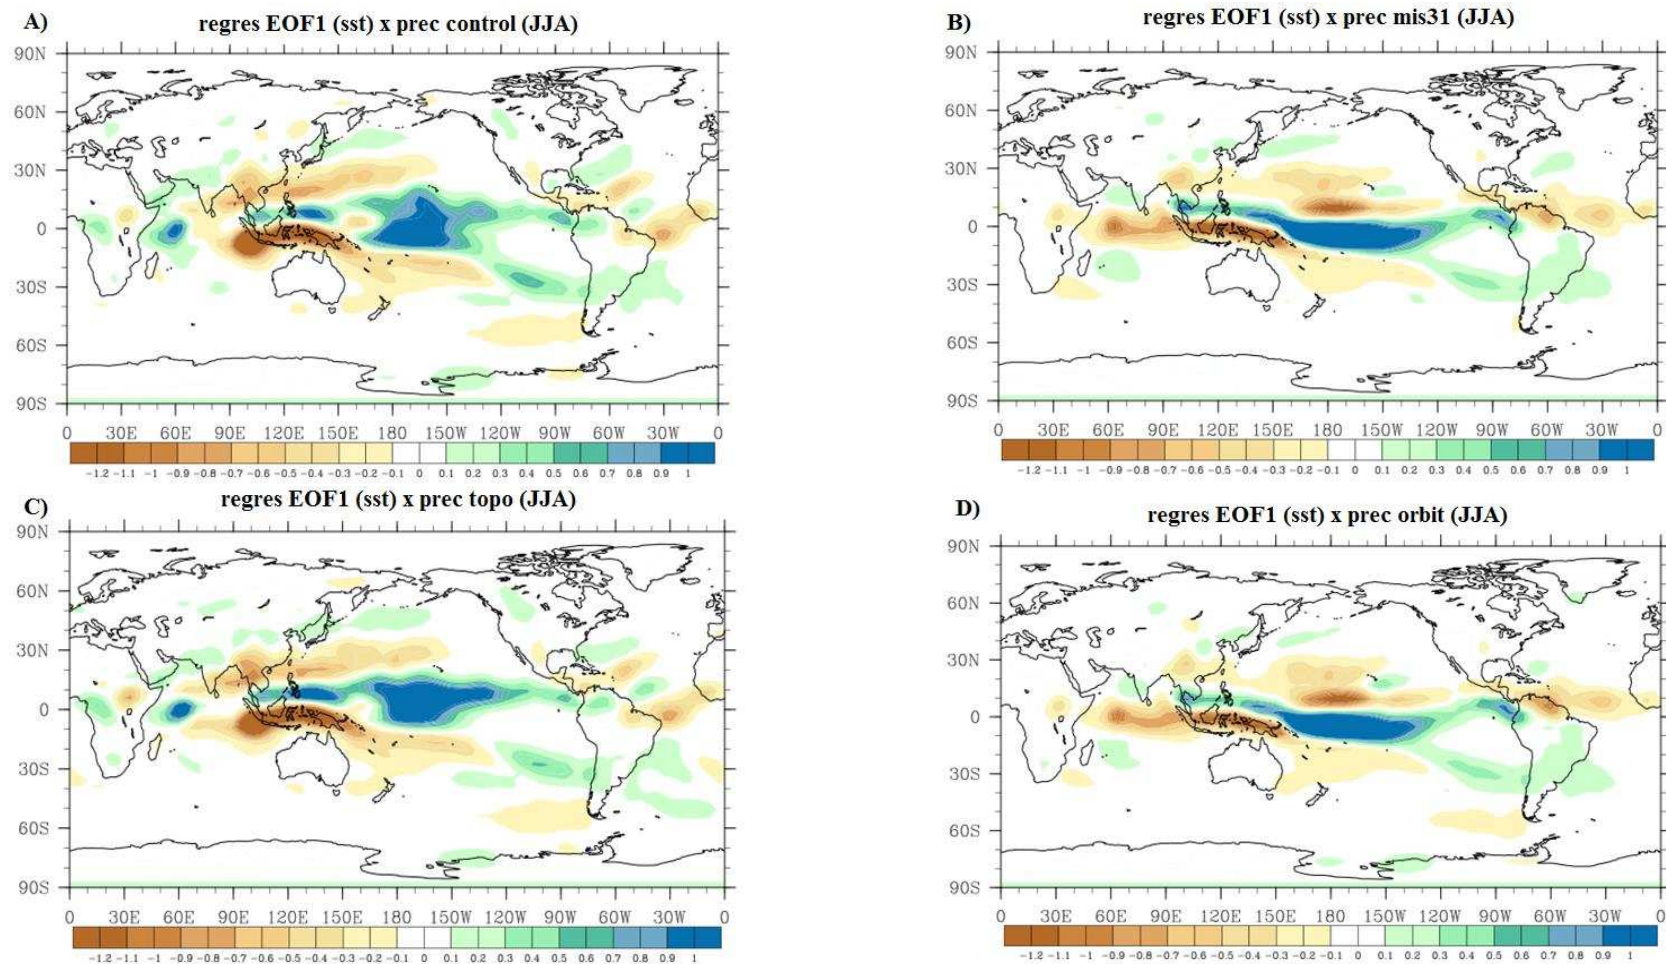 A)
regres EOF1 (sst) x prec control (JJA)
90N
60N
30N
0
30S
60S
90S
0 30E 60E 90E 120E 150E 180 150W 120W 90W 60W 30W 0
-1.2 -1.1 -1 -0.9 -0.8 -0.7 -0.6 -0.5 -0.4 -0.3 -0.2 -0.1 0 0.1 0.2 0.3 0.4 0.5 0.6 0.7 0.8 0.9 1
B)
regres EOF1 (sst) x prec mis31 (JJA)
90N
60N
30N
0
30S
60S
90S
0 30E 60E 90E 120E 150E 180 150W 120W 90W 60W 30W 0
-1.2 -1.1 -1 -0.9 -0.8 -0.7 -0.6 -0.5 -0.4 -0.3 -0.2 -0.1 0 0.1 0.2 0.3 0.4 0.5 0.6 0.7 0.8 0.9 1
C)
regres EOF1 (sst) x prec topo (JJA)
90N
60N
30N
0
30S
60S
90S
0 30E 60E 90E 120E 150E 180 150W 120W 90W 60W 30W 0
-1.2 -1.1 -1 -0.9 -0.8 -0.7 -0.6 -0.5 -0.4 -0.3 -0.2 -0.1 0 0.1 0.2 0.3 0.4 0.5 0.6 0.7 0.8 0.9 1
D)
regres EOF1 (sst) x prec orbit (JJA)
90N
60N
30N
0
30S
60S
90S
0 30E 60E 90E 120E 150E 180 150W 120W 90W 60W 30W 0
-1.2 -1.1 -1 -0.9 -0.8 -0.7 -0.6 -0.5 -0.4 -0.3 -0.2 -0.1 0 0.1 0.2 0.3 0.4 0.5 0.6 0.7 0.8 0.9 1